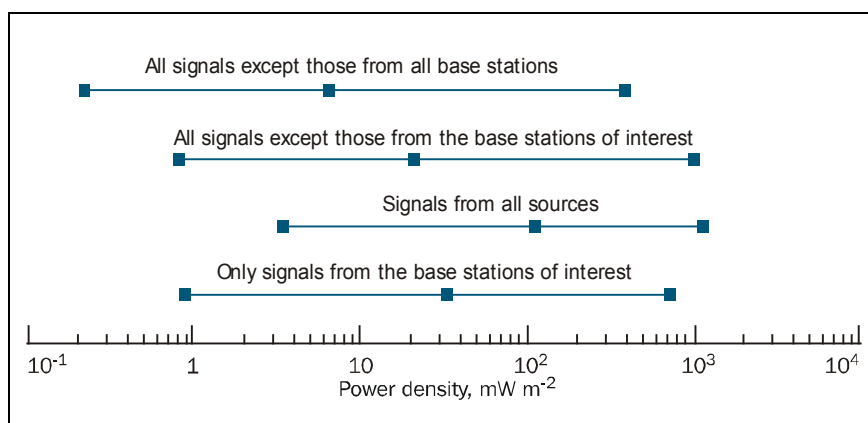 All signals except those from all base stations
All signals except those from the base stations of interest
Signals from all sources
Only signals from the base stations of interest
10⁻¹ 1 10 10² 10³ 10⁴
Power density, mW m⁻²